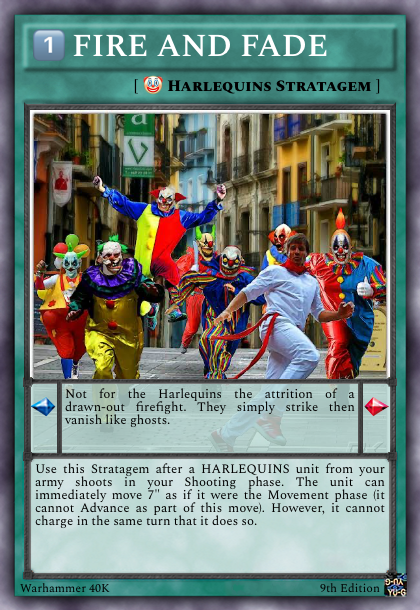 1 FIRE AND FADE
[ HARLEQUINS STRATAGEM ]
a
Not for the Harlequins the attrition of a
drawn-out firefight. They simply strike then
vanish like ghosts.
Use this Stratagem after a HARLEQUINS unit from your
army shoots in your Shooting phase. The unit can
immediately move 7" as if it were the Movement phase (it
cannot Advance as part of this move). However, it cannot
charge in the same turn that it does so.
Warhammer 40K
9th Edition